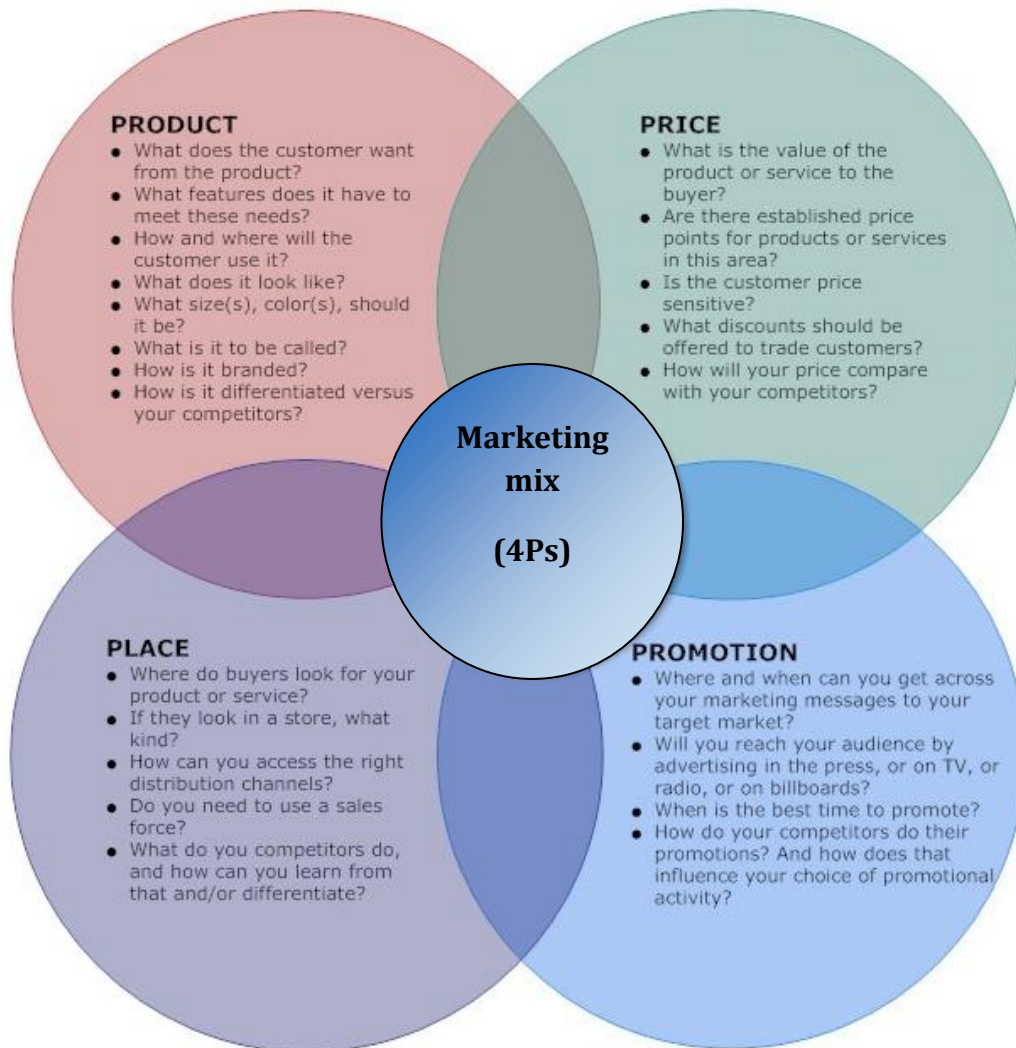 PRODUCT
● What does the customer want
from the product?
● What features does it have to
meet these needs?
● How and where will the
customer use it?
● What does it look like?
● What size(s), color(s), should
it be?
● What is it to be called?
● How is it branded?
● How is it differentiated versus
your competitors?
PRICE
● What is the value of the
product or service to the
buyer?
● Are there established price
points for products or services
in this area?
● Is the customer price
sensitive?
● What discounts should be
offered to trade customers?
● How will your price compare
with your competitors?
Marketing
mix
(4Ps)
PLACE
● Where do buyers look for your
product or service?
● If they look in a store, what
kind?
● How can you access the right
distribution channels?
● Do you need to use a sales
force?
● What do you competitors do,
and how can you learn from
that and/or differentiate?
PROMOTION
● Where and when can you get across
your marketing messages to your
target market?
● Will you reach your audience by
advertising in the press, or on TV, or
radio, or on billboards?
● When is the best time to promote?
● How do your competitors do their
promotions? And how does that
influence your choice of promotional
activity?